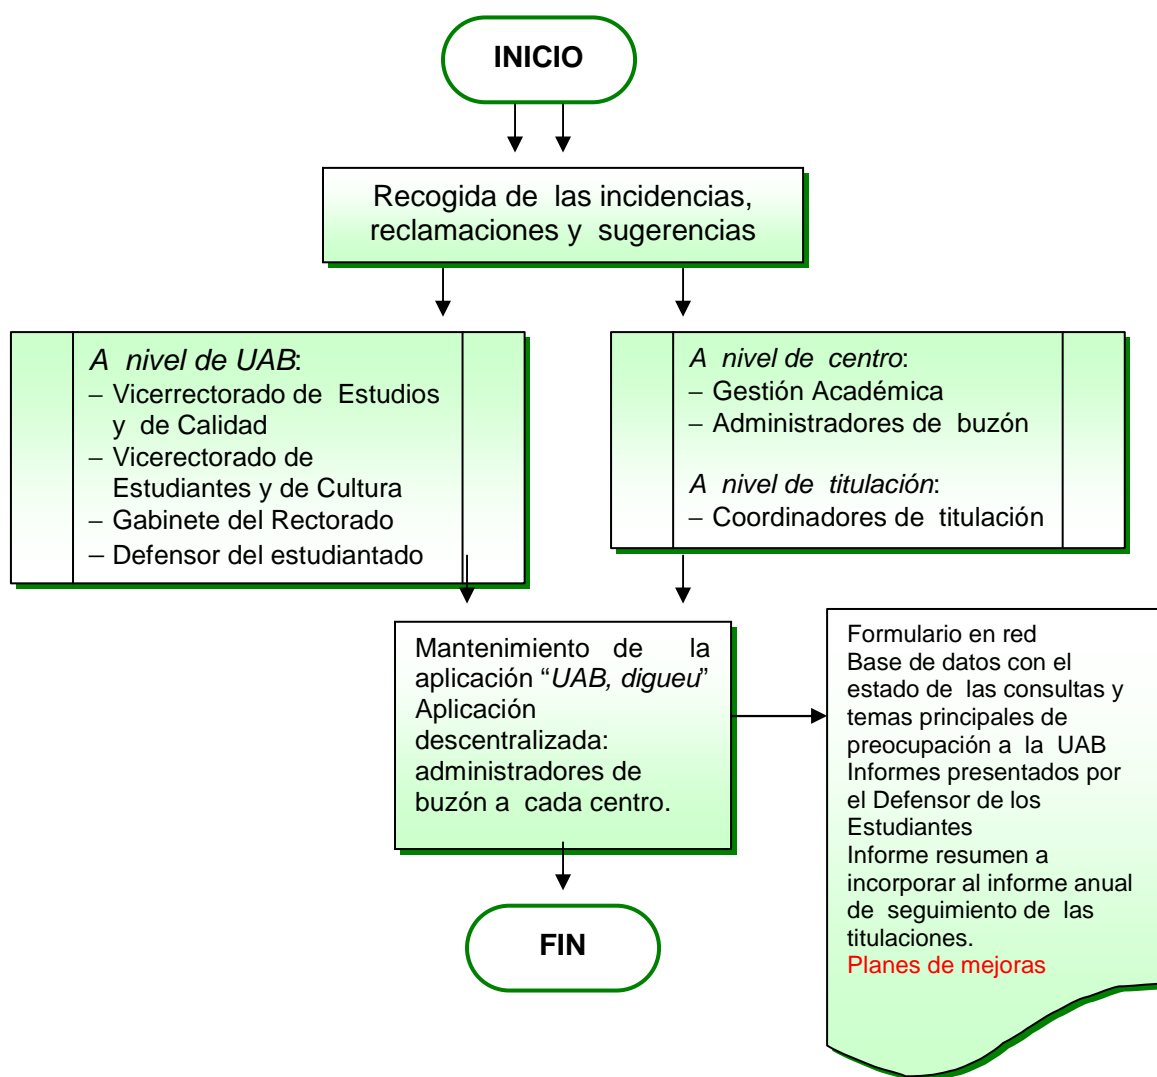 INICIO
Recogida de las incidencias,
reclamaciones y sugerencias
A nivel de UAB:
– Vicerrectorado de Estudios
y de Calidad
– Vicerectorado de
Estudiantes y de Cultura
– Gabinete del Rectorado
– Defensor del estudiantado
A nivel de centro:
– Gestión Académica
– Administradores de buzón
A nivel de titulación:
– Coordinadores de titulación
Mantenimiento de la
aplicación “UAB, digueu”
Aplicación
descentralizada:
administradores de
buzón a cada centro.
Formulario en red
Base de datos con el
estado de las consultas y
temas principales de
preocupación a la UAB
Informes presentados por
el Defensor de los
Estudiantes
Informe resumen a
incorporar al informe anual
de seguimiento de las
titulaciones.
Planes de mejoras
FIN